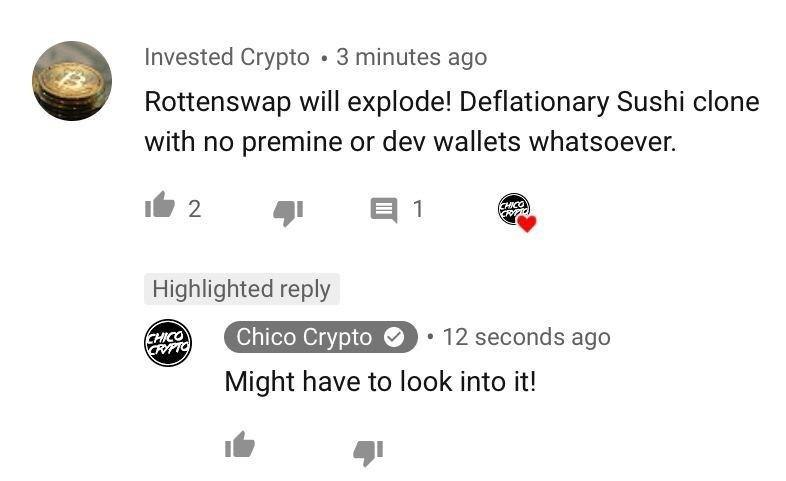 Invested Crypto • 3 minutes ago
Rottenswap will explode! Deflationary Sushi clone
with no premine or dev wallets whatsoever.
2 1
CHICO
CRYPTO
Highlighted reply
CHICO
CRYPTO
Chico Crypto • 12 seconds ago
Might have to look into it!